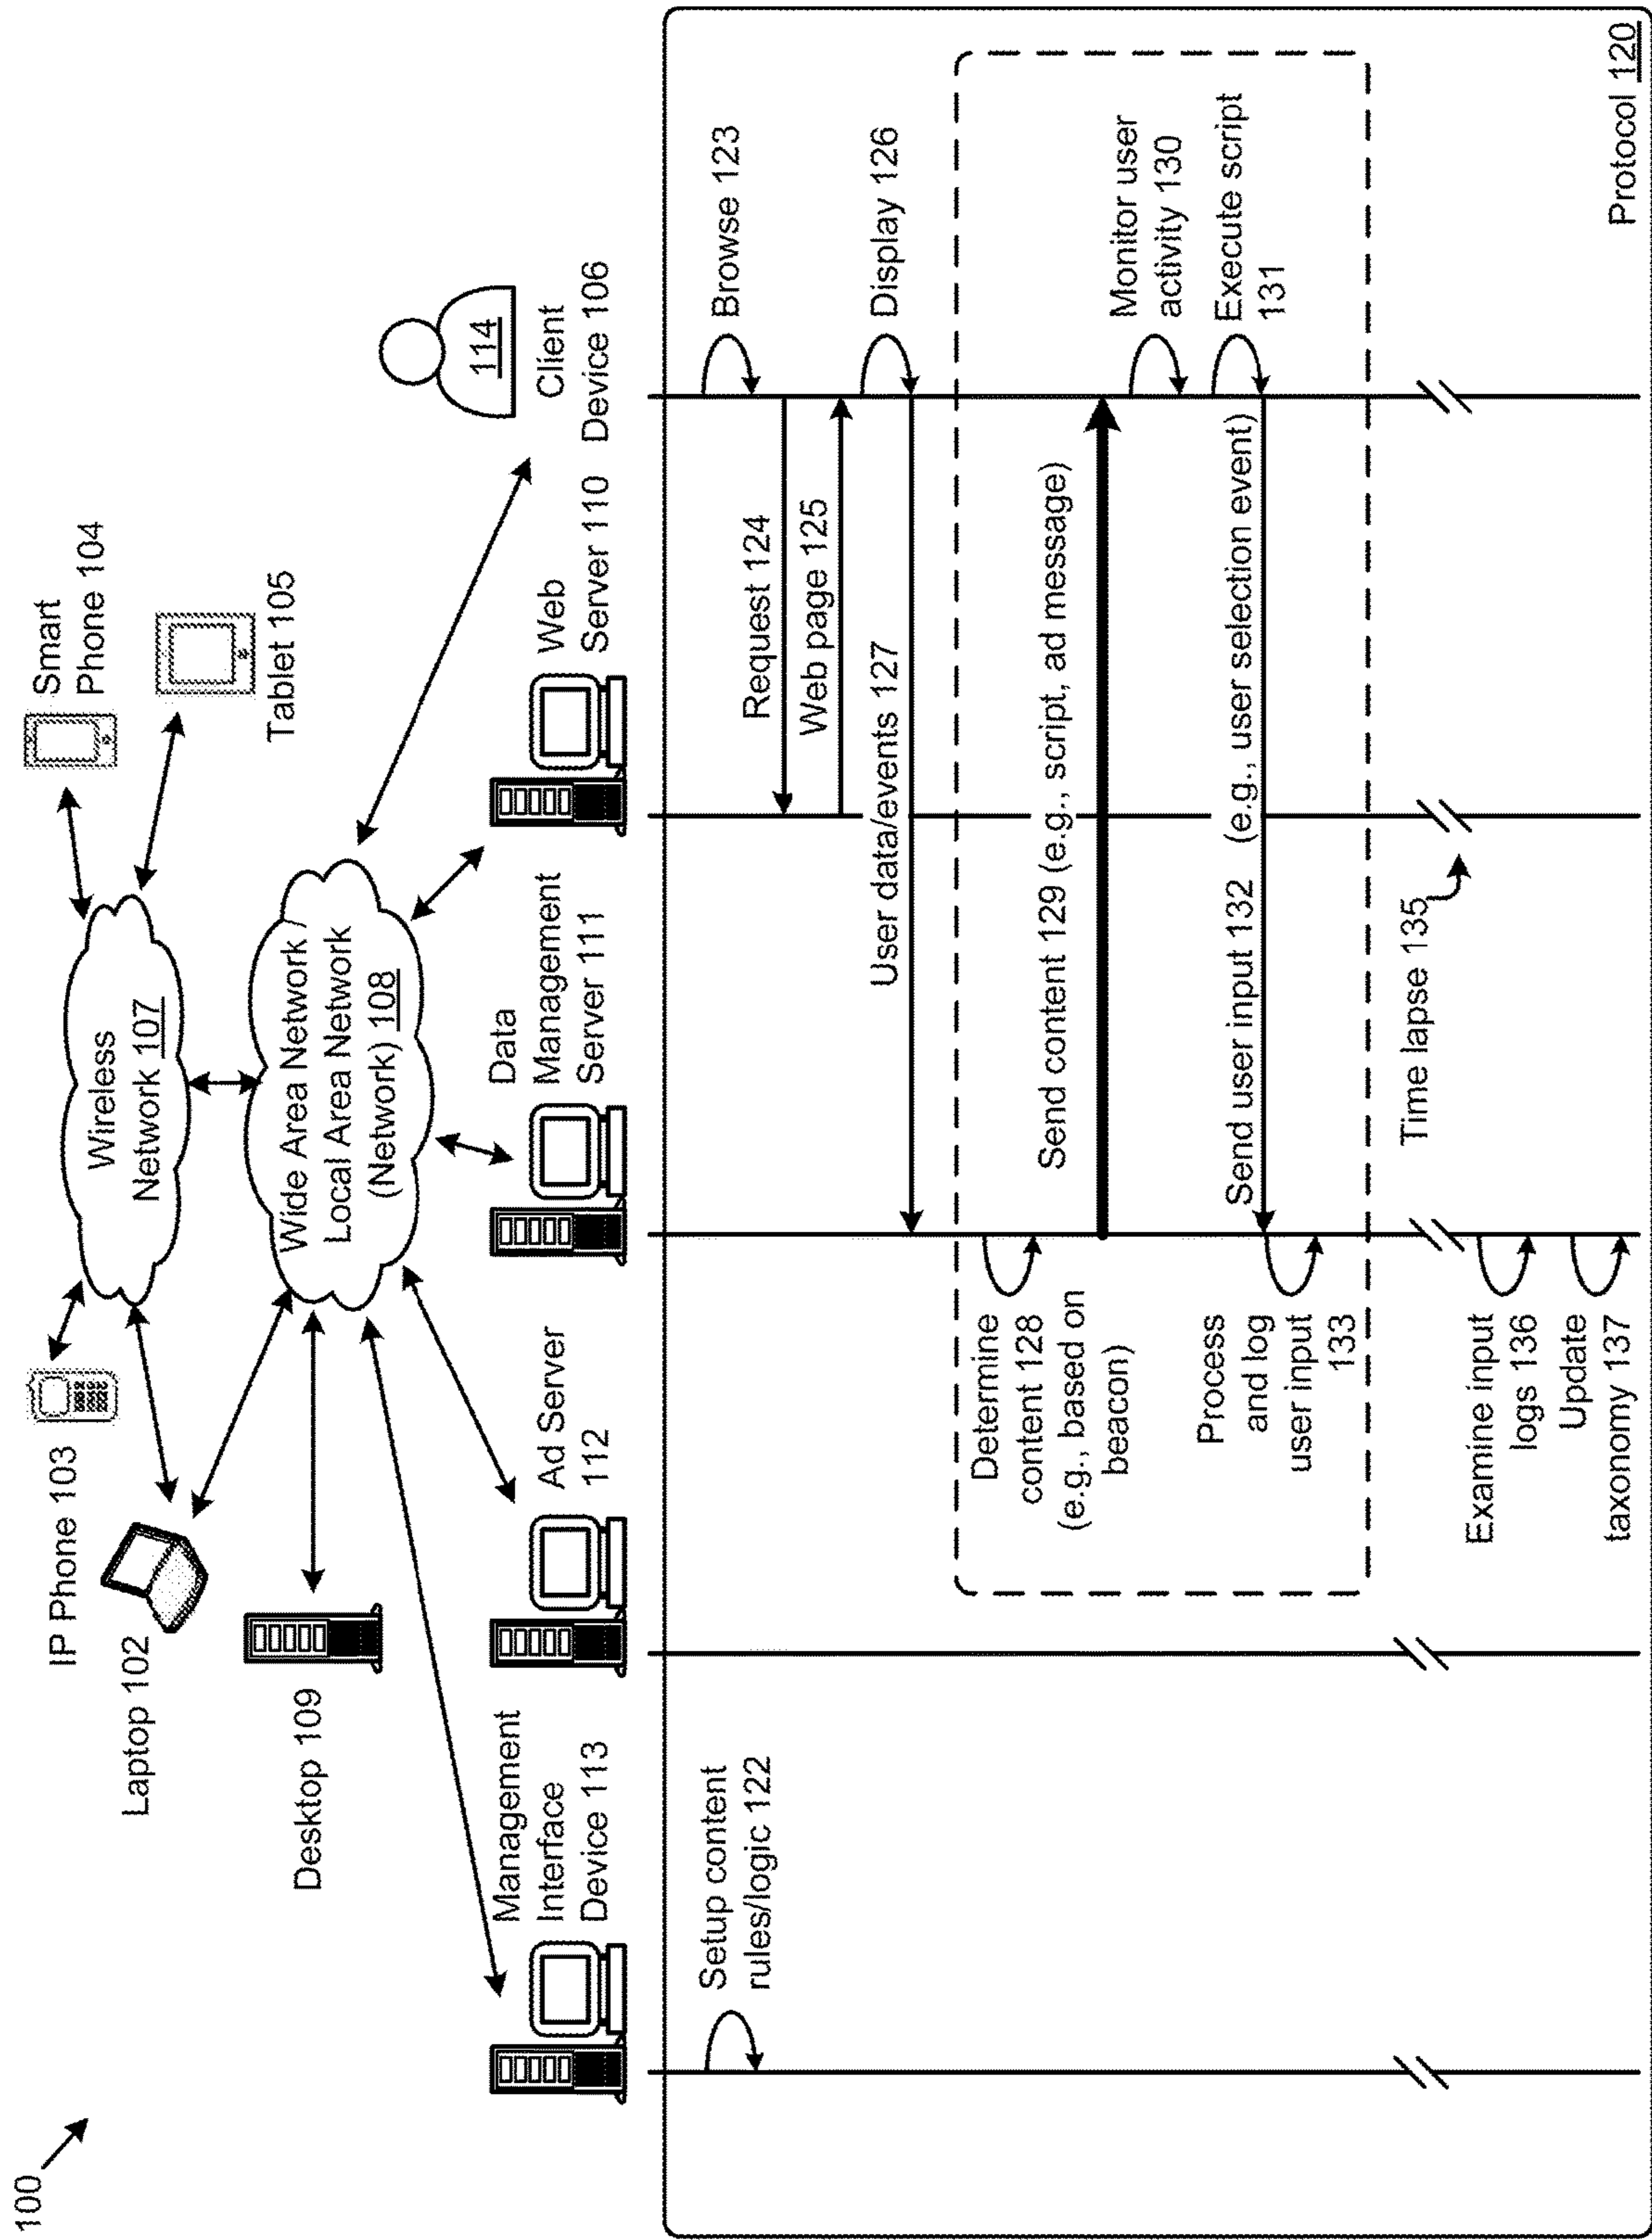 100
IP Phone 103
Laptop 102
Desktop 109
Wireless
Network 107
Smart
Phone 104
Tablet 105
Wide Area Network /
Local Area Network
(Network) 108
114
Management
Interface
Device 113
Ad Server
112
Data
Management
Server 111
Web
Server 110
Client
Device 106
Setup content
rules/logic 122
Browse 123
Request 124
Web page 125
Display 126
User data/events 127
Determine
content 128
(e.g., based on
beacon)
Send content 129 (e.g., script, ad message)
Monitor user
activity 130
Execute script
131
Send user input 132 (e.g., user selection event)
Process
and log
user input
133
Time lapse 135
Examine input
logs 136
Update
taxonomy 137
Protocol 120